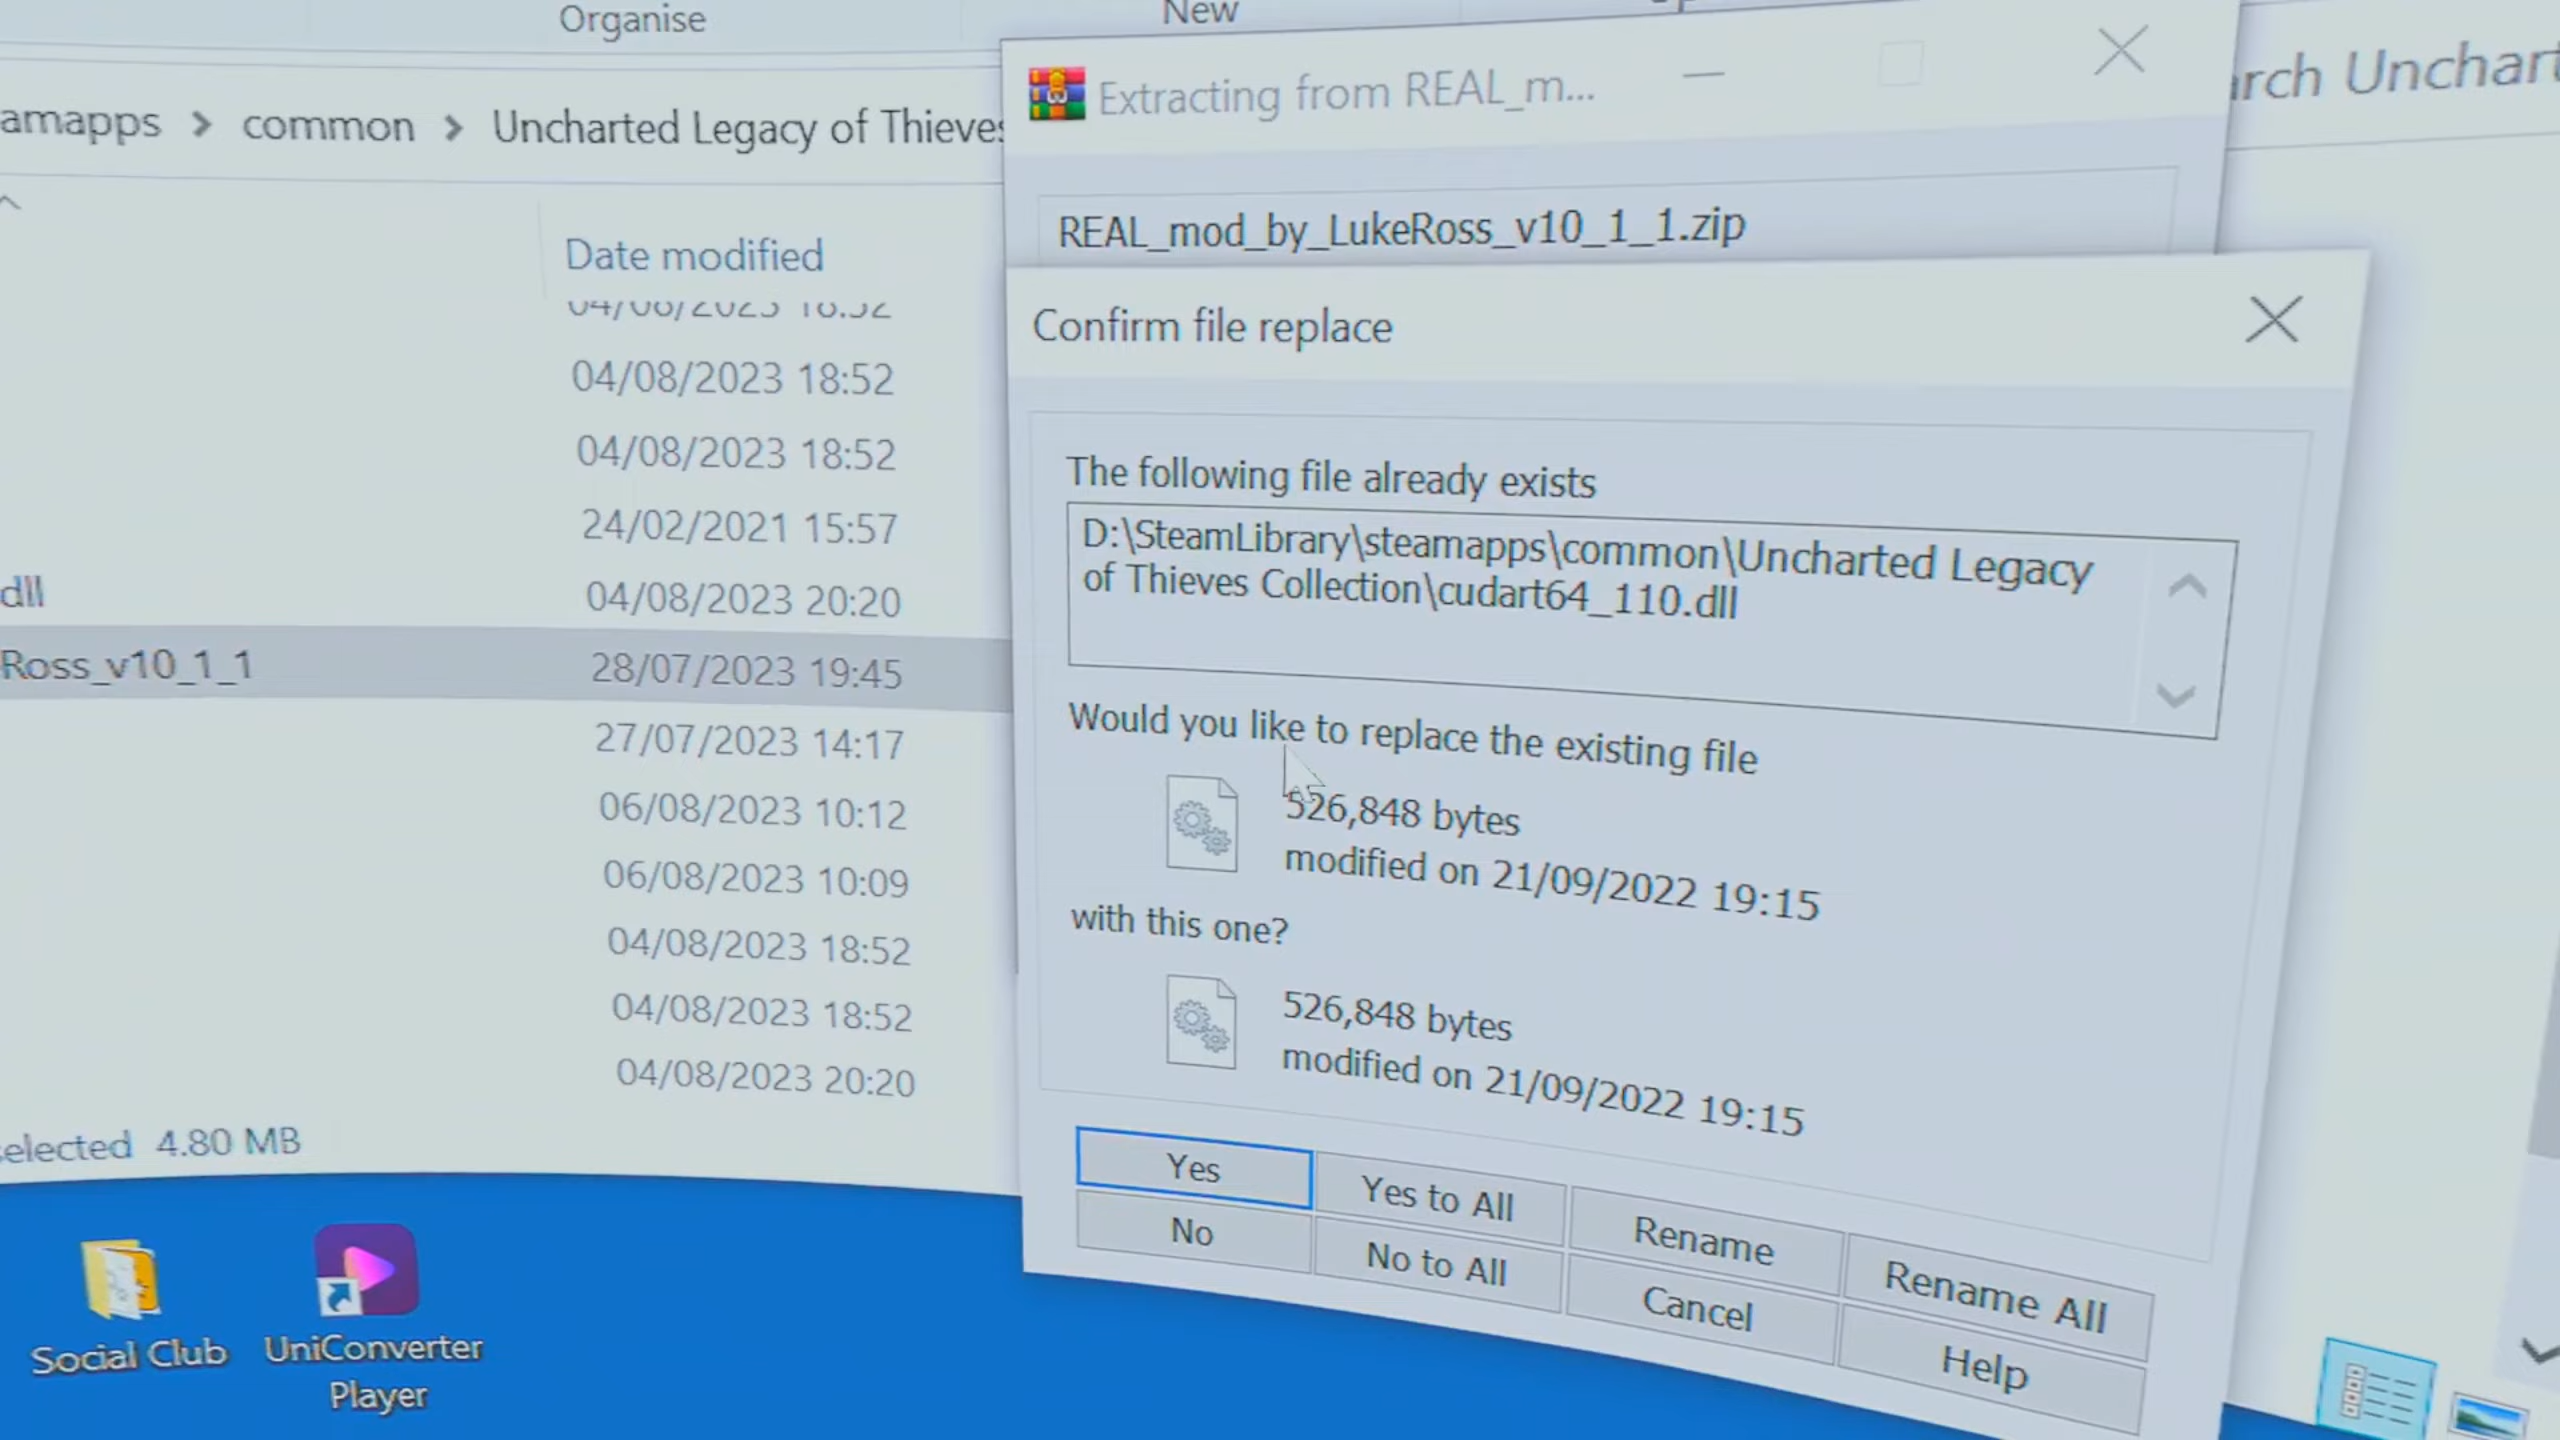 Organise
New
amapps > common > Uncharted Legacy of Thieves
Extracting from REAL_m...
arch Unchart
REAL_mod_by_LukeRoss_v10_1_1.zip
Date modified
04/08/2023 18:52
04/08/2023 18:52
04/08/2023 18:52
24/02/2021 15:57
dll 04/08/2023 20:20
Ross_v10_1_1 28/07/2023 19:45
27/07/2023 14:17
06/08/2023 10:12
06/08/2023 10:09
04/08/2023 18:52
04/08/2023 18:52
04/08/2023 20:20
selected 4.80 MB
Confirm file replace
The following file already exists
D:\SteamLibrary\steamapps\common\Uncharted Legacy
of Thieves Collection\cudart64_110.dll
Would you like to replace the existing file
526,848 bytes
modified on 21/09/2022 19:15
with this one?
526,848 bytes
modified on 21/09/2022 19:15
Yes
Yes to All
Rename
Rename All
No
No to All
Cancel
Help
Social Club
UniConverter
Player